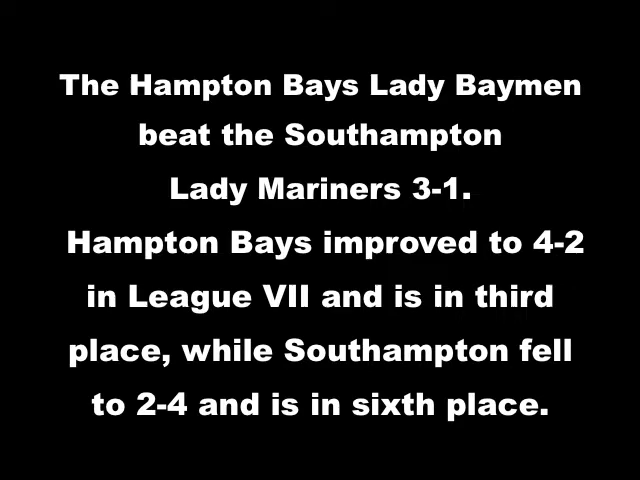 The Hampton Bays Lady Baymen
beat the Southampton
Lady Mariners 3-1.
Hampton Bays improved to 4-2
in League VII and is in third
place, while Southampton fell
to 2-4 and is in sixth place.